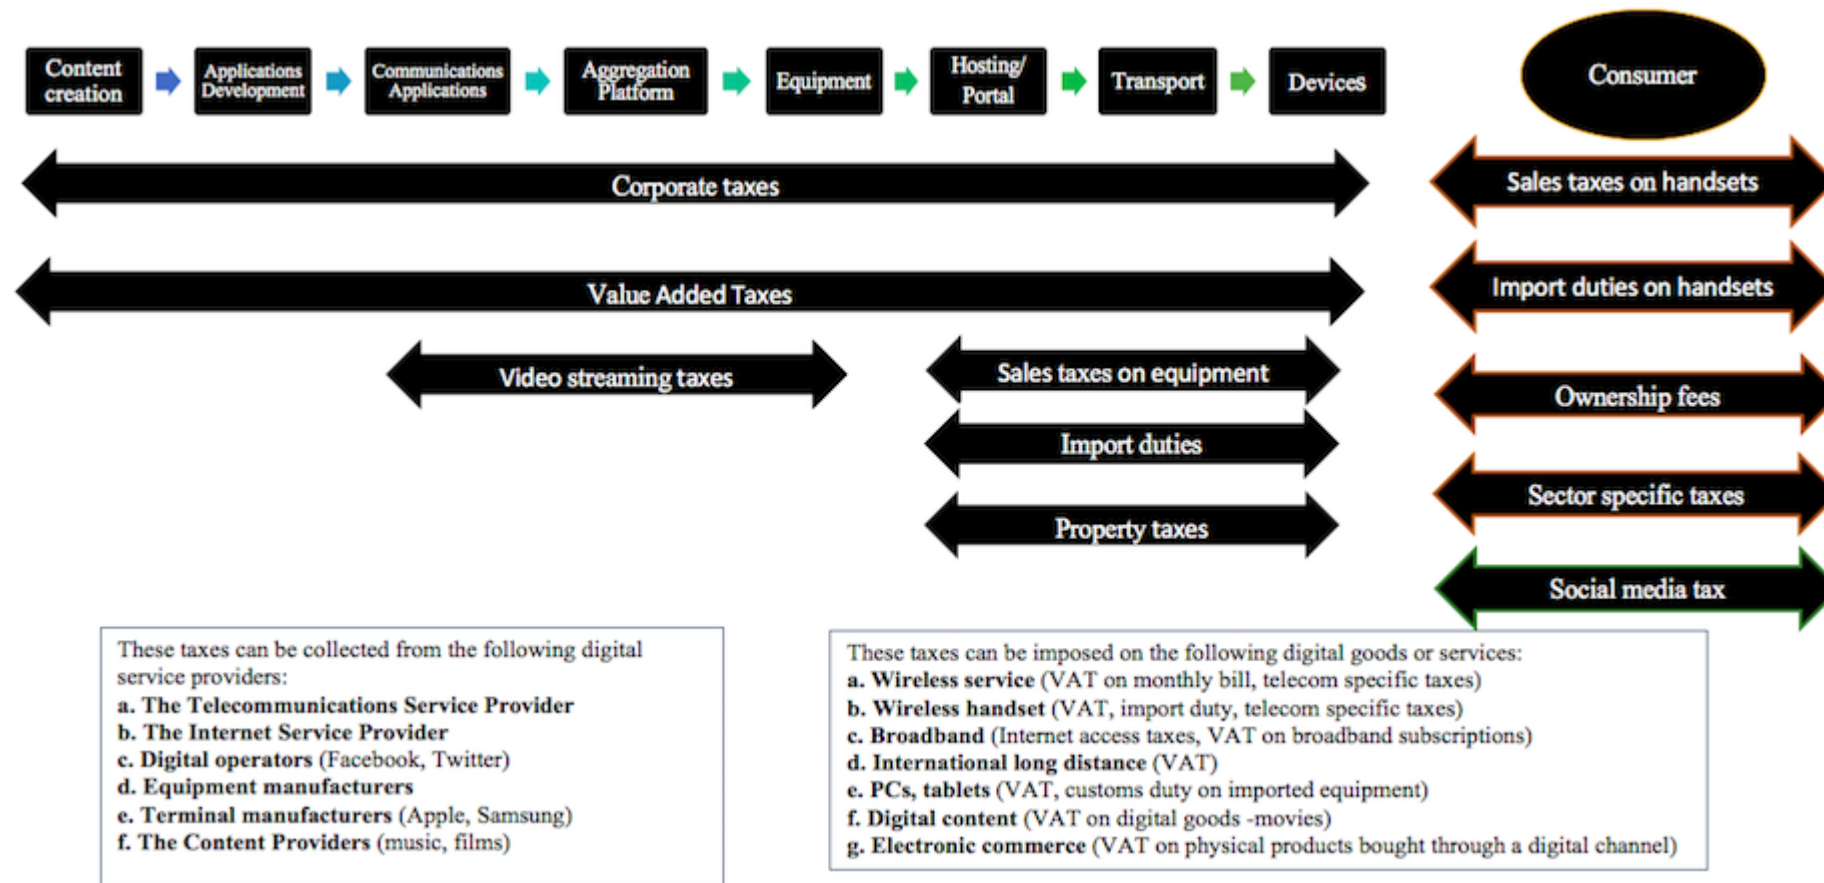 Content
creation
Applications
Development
Communications
Applications
Aggregation
Platform
Equipment
Hosting/
Portal
Transport
Devices
Consumer
Corporate taxes
Sales taxes on handsets
Value Added Taxes
Import duties on handsets
Video streaming taxes
Sales taxes on equipment
Ownership fees
Import duties
Sector specific taxes
Property taxes
Social media tax
These taxes can be collected from the following digital
service providers:
a. The Telecommunications Service Provider
b. The Internet Service Provider
c. Digital operators (Facebook, Twitter)
d. Equipment manufacturers
e. Terminal manufacturers (Apple, Samsung)
f. The Content Providers (music, films)
These taxes can be imposed on the following digital goods or services:
a. Wireless service (VAT on monthly bill, telecom specific taxes)
b. Wireless handset (VAT, import duty, telecom specific taxes)
c. Broadband (Internet access taxes, VAT on broadband subscriptions)
d. International long distance (VAT)
e. PCs, tablets (VAT, customs duty on imported equipment)
f. Digital content (VAT on digital goods -movies)
g. Electronic commerce (VAT on physical products bought through a digital channel)